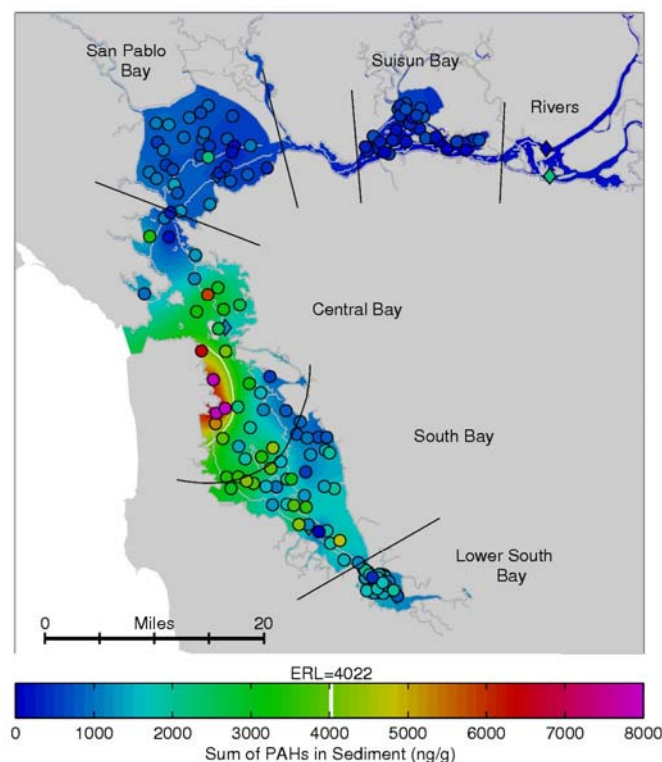 San Pablo
Bay
Suisun Bay
Rivers
Central Bay
South Bay
Lower South
Bay
0 Miles 20
ERL=4022
0 1000 2000 3000 4000 5000 6000 7000 8000
Sum of PAHs in Sediment (ng/g)